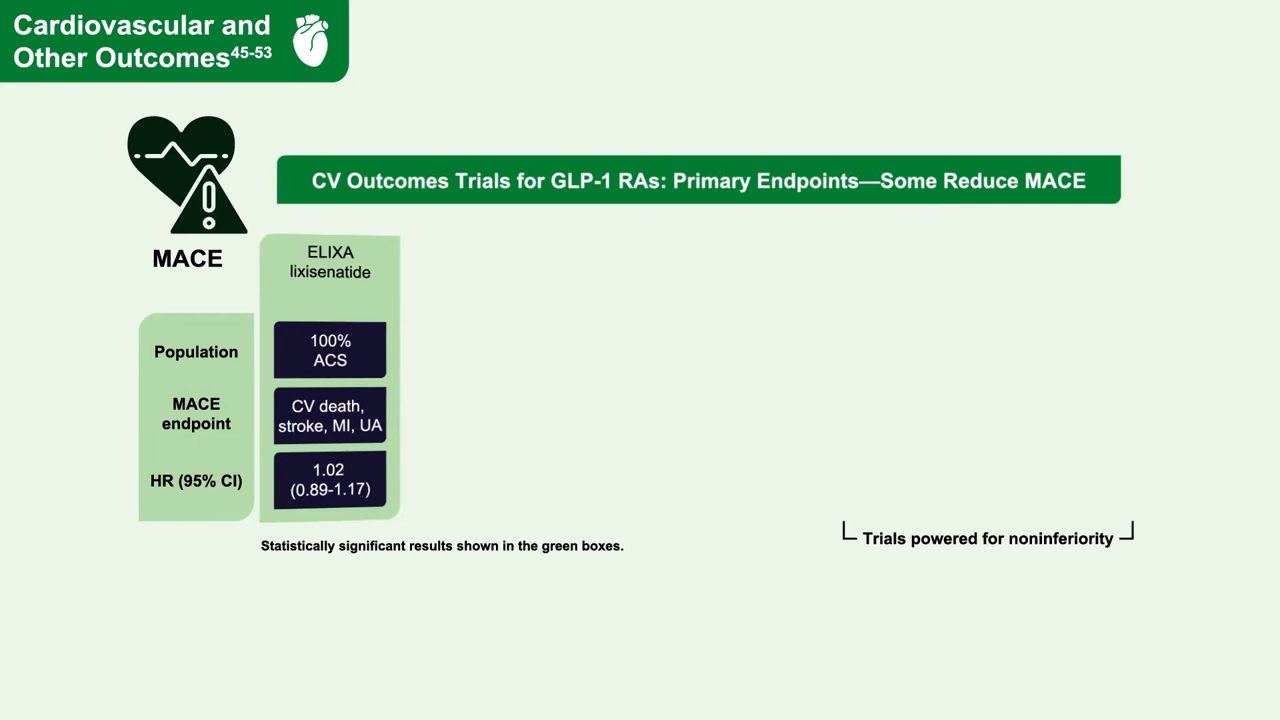 Cardiovascular and
Other Outcomes45-53
CV Outcomes Trials for GLP-1 RAs: Primary Endpoints—Some Reduce MACE
MACE
ELIXA
lixisenatide
Population
100%
ACS
MACE
endpoint
CV death,
stroke, MI, UA
HR (95% CI)
1.02
(0.89-1.17)
Statistically significant results shown in the green boxes.
Trials powered for noninferiority